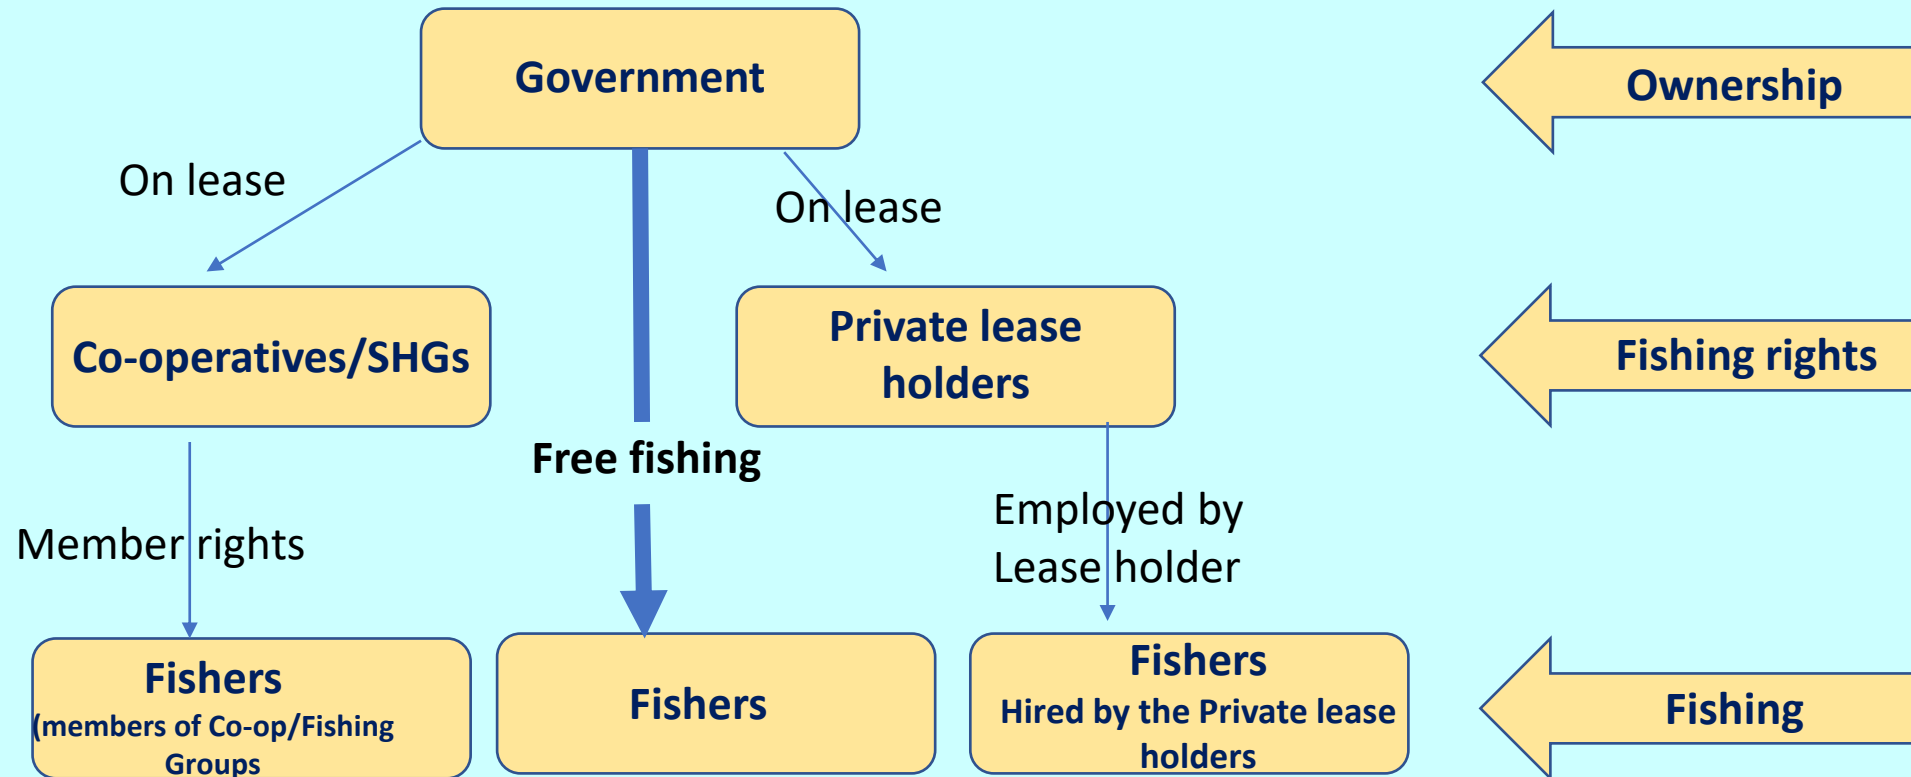 Government
Ownership
On lease
On lease
Co-operatives/SHGs
Private lease
holders
Fishing rights
Free fishing
Member rights
Employed by
Lease holder
Fishers
(members of Co-op/Fishing
Groups
Fishers
Fishers
Hired by the Private lease
holders
Fishing